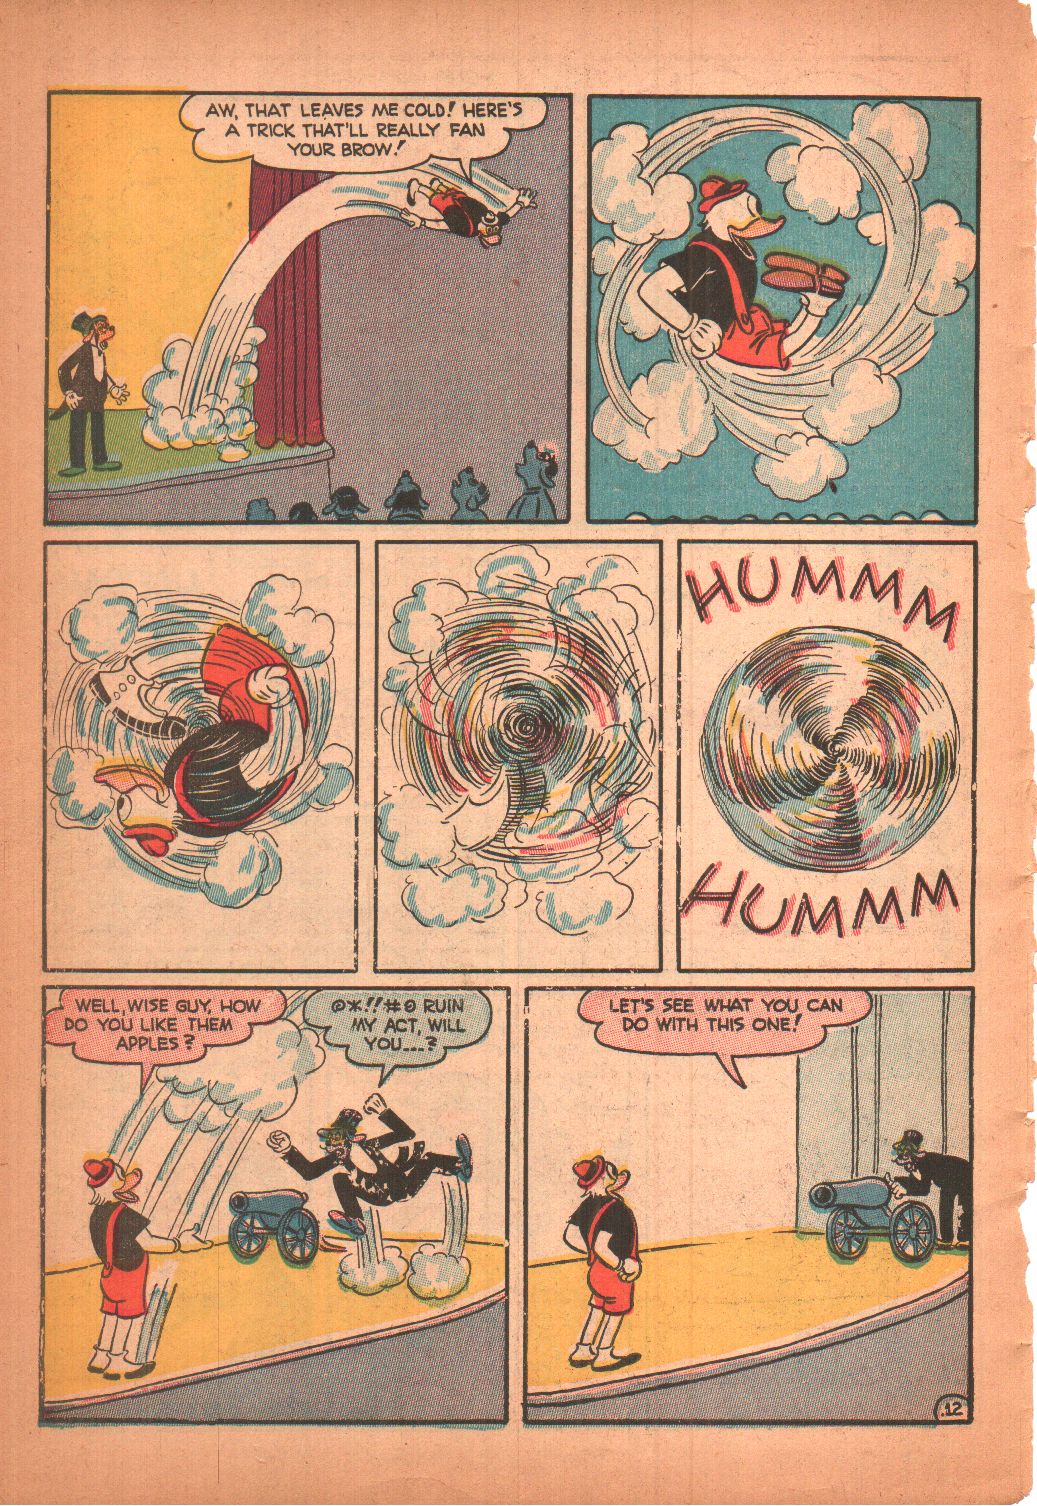 AW, THAT LEAVES ME COLD! HERE'S
A TRICK THAT'LL REALLY FAN
YOUR BROW!
HUMMM
HUMMM
WELL, WISE GUY, HOW
DO YOU LIKE THEM
APPLES?
@*!!#@ RUIN
MY ACT, WILL
YOU...?
LET'S SEE WHAT YOU CAN
DO WITH THIS ONE!
12